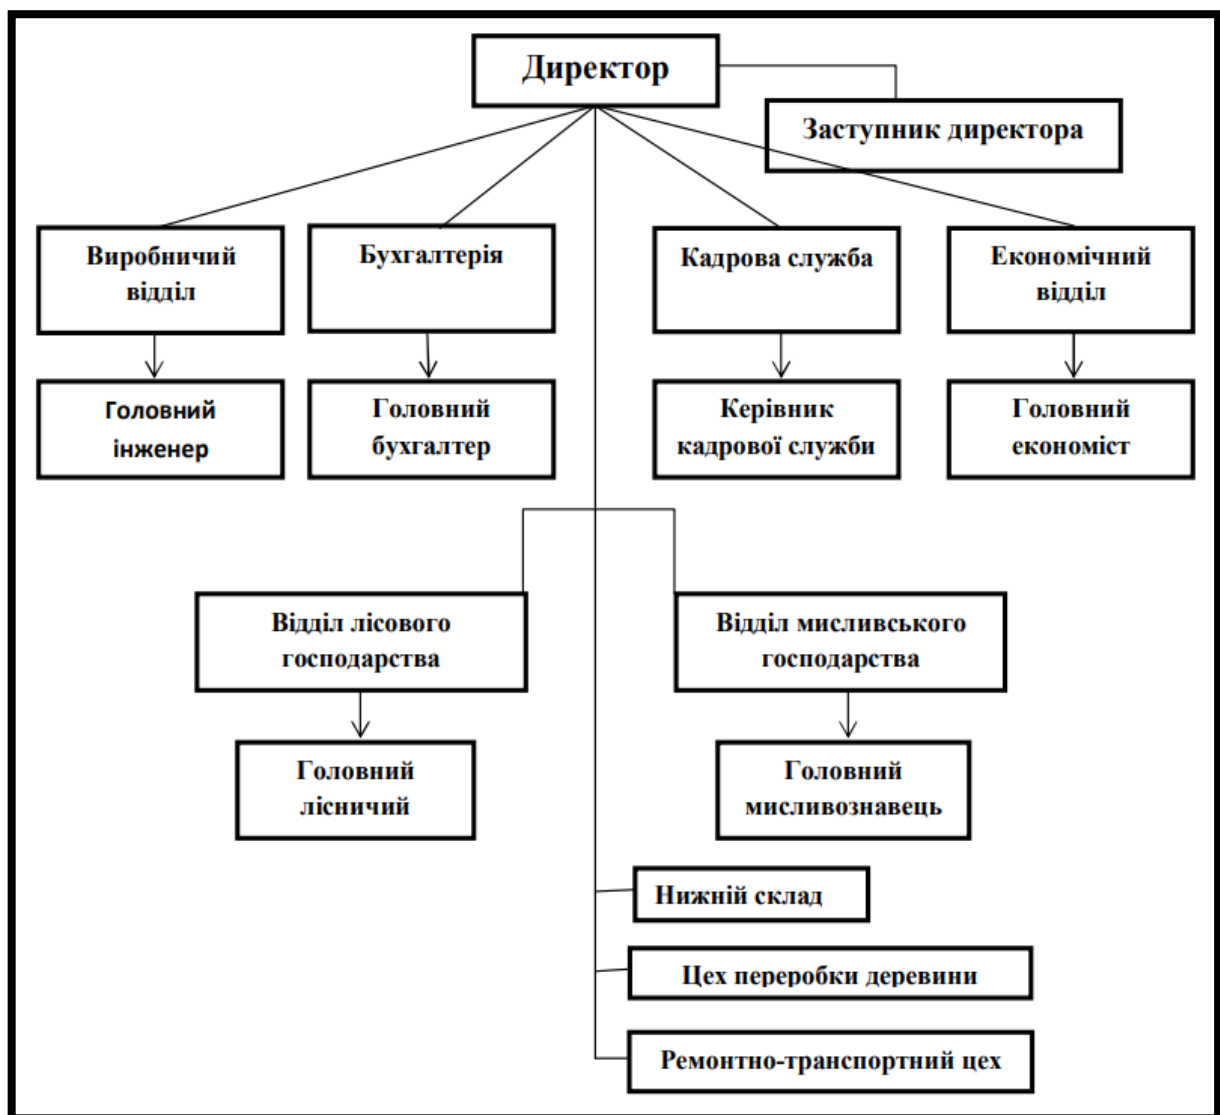 Директор
Заступник директора
Виробничий
відділ
Бухгалтерія
Кадрова служба
Економічний
відділ
Головний
інженер
Головний
бухгалтер
Керівник
кадрової служби
Головний
економіст
Відділ лісового
господарства
Відділ мисливського
господарства
Головний
лісничий
Головний
мисливознавець
Нижній склад
Цех переробки деревини
Ремонтно-транспортний цех